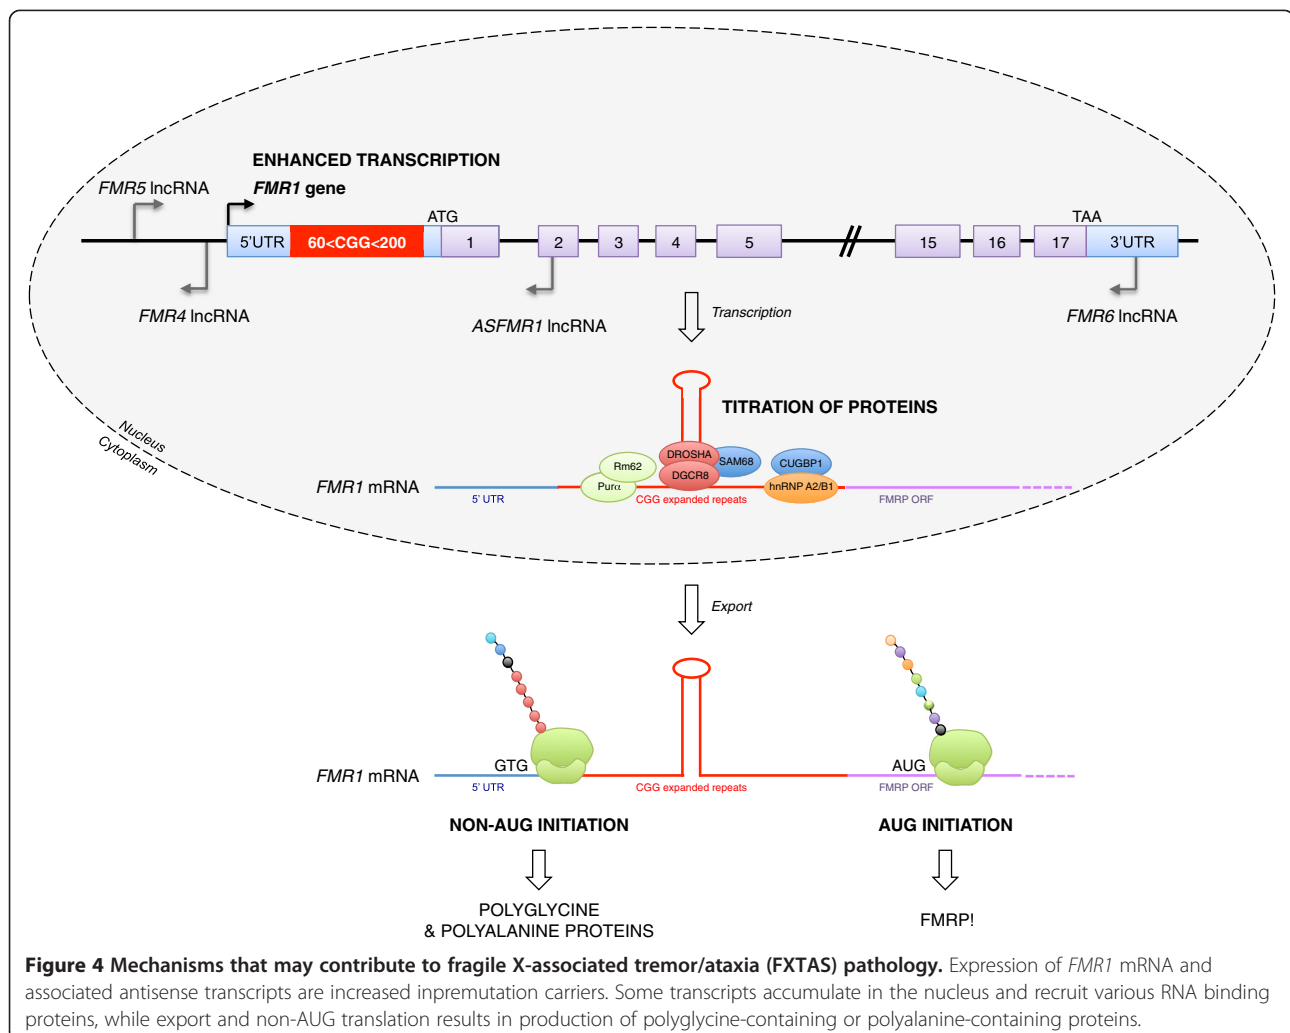 ENHANCED TRANSCRIPTION
FMR5 lncRNA
FMR1 gene
ATG
TAA
5'UTR
60<CGG<200
1
2
3
4
5
15
16
17
3'UTR
FMR4 lncRNA
ASFMR1 lncRNA
Transcription
FMR6 lncRNA
TITRATION OF PROTEINS
Nucleus
Cytoplasm
Rm62
DROSHA
SAM68
CUGBP1
Purα
DGCR8
hnRNP A2/B1
FMR1 mRNA
5' UTR
CGG expanded repeats
FMRP ORF
Export
GTG
AUG
FMR1 mRNA
5' UTR
CGG expanded repeats
FMRP ORF
NON-AUG INITIATION
AUG INITIATION
POLYGLYCINE
& POLYALANINE PROTEINS
FMRP!
Figure 4 Mechanisms that may contribute to fragile X-associated tremor/ataxia (FXTAS) pathology. Expression of FMR1 mRNA and
associated antisense transcripts are increased inpremutation carriers. Some transcripts accumulate in the nucleus and recruit various RNA binding
proteins, while export and non-AUG translation results in production of polyglycine-containing or polyalanine-containing proteins.